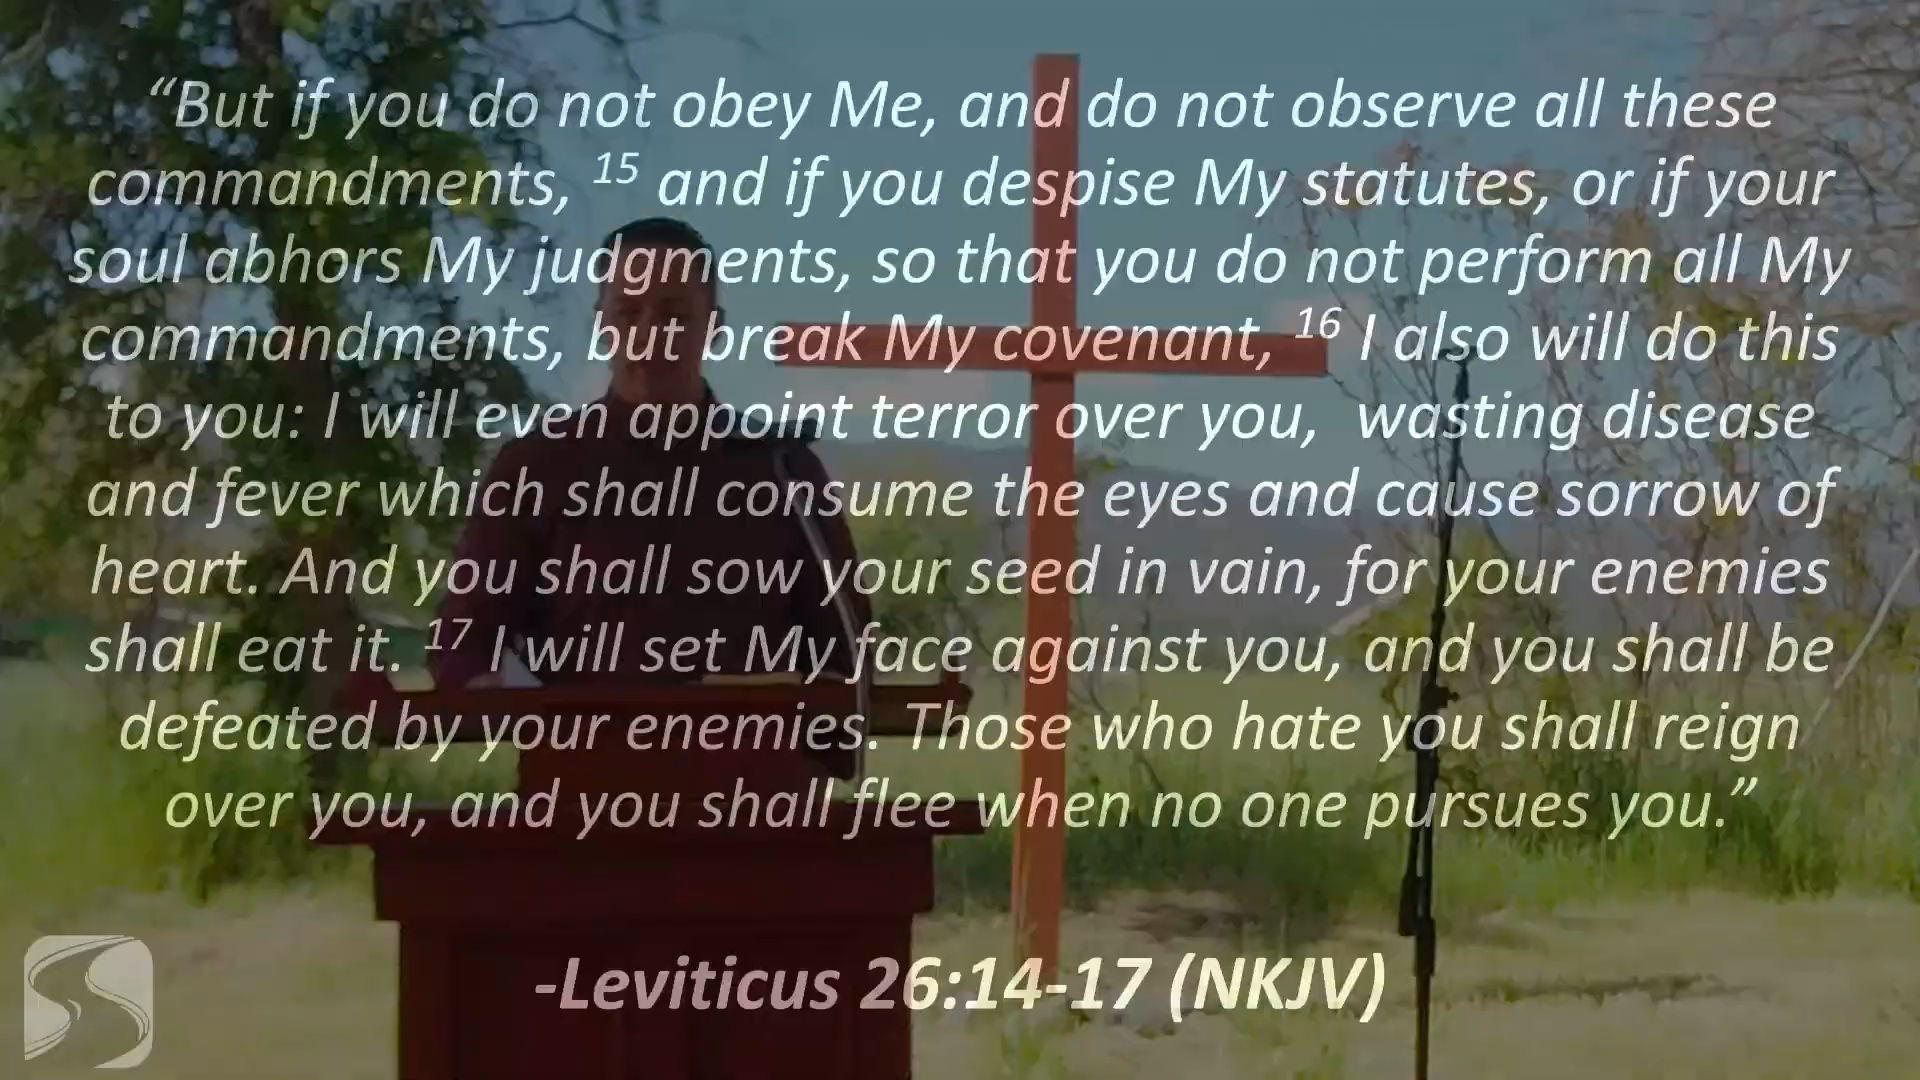 “But if you do not obey Me, and do not observe all these
commandments, 15 and if you despise My statutes, or if your
soul abhors My judgments, so that you do not perform all My
commandments, but break My covenant, 16 I also will do this
to you: I will even appoint terror over you,  wasting disease
and fever which shall consume the eyes and cause sorrow of
heart. And you shall sow your seed in vain, for your enemies
shall eat it. 17 I will set My face against you, and you shall be
defeated by your enemies. Those who hate you shall reign
over you, and you shall flee when no one pursues you.”
-Leviticus 26:14-17 (NKJV)